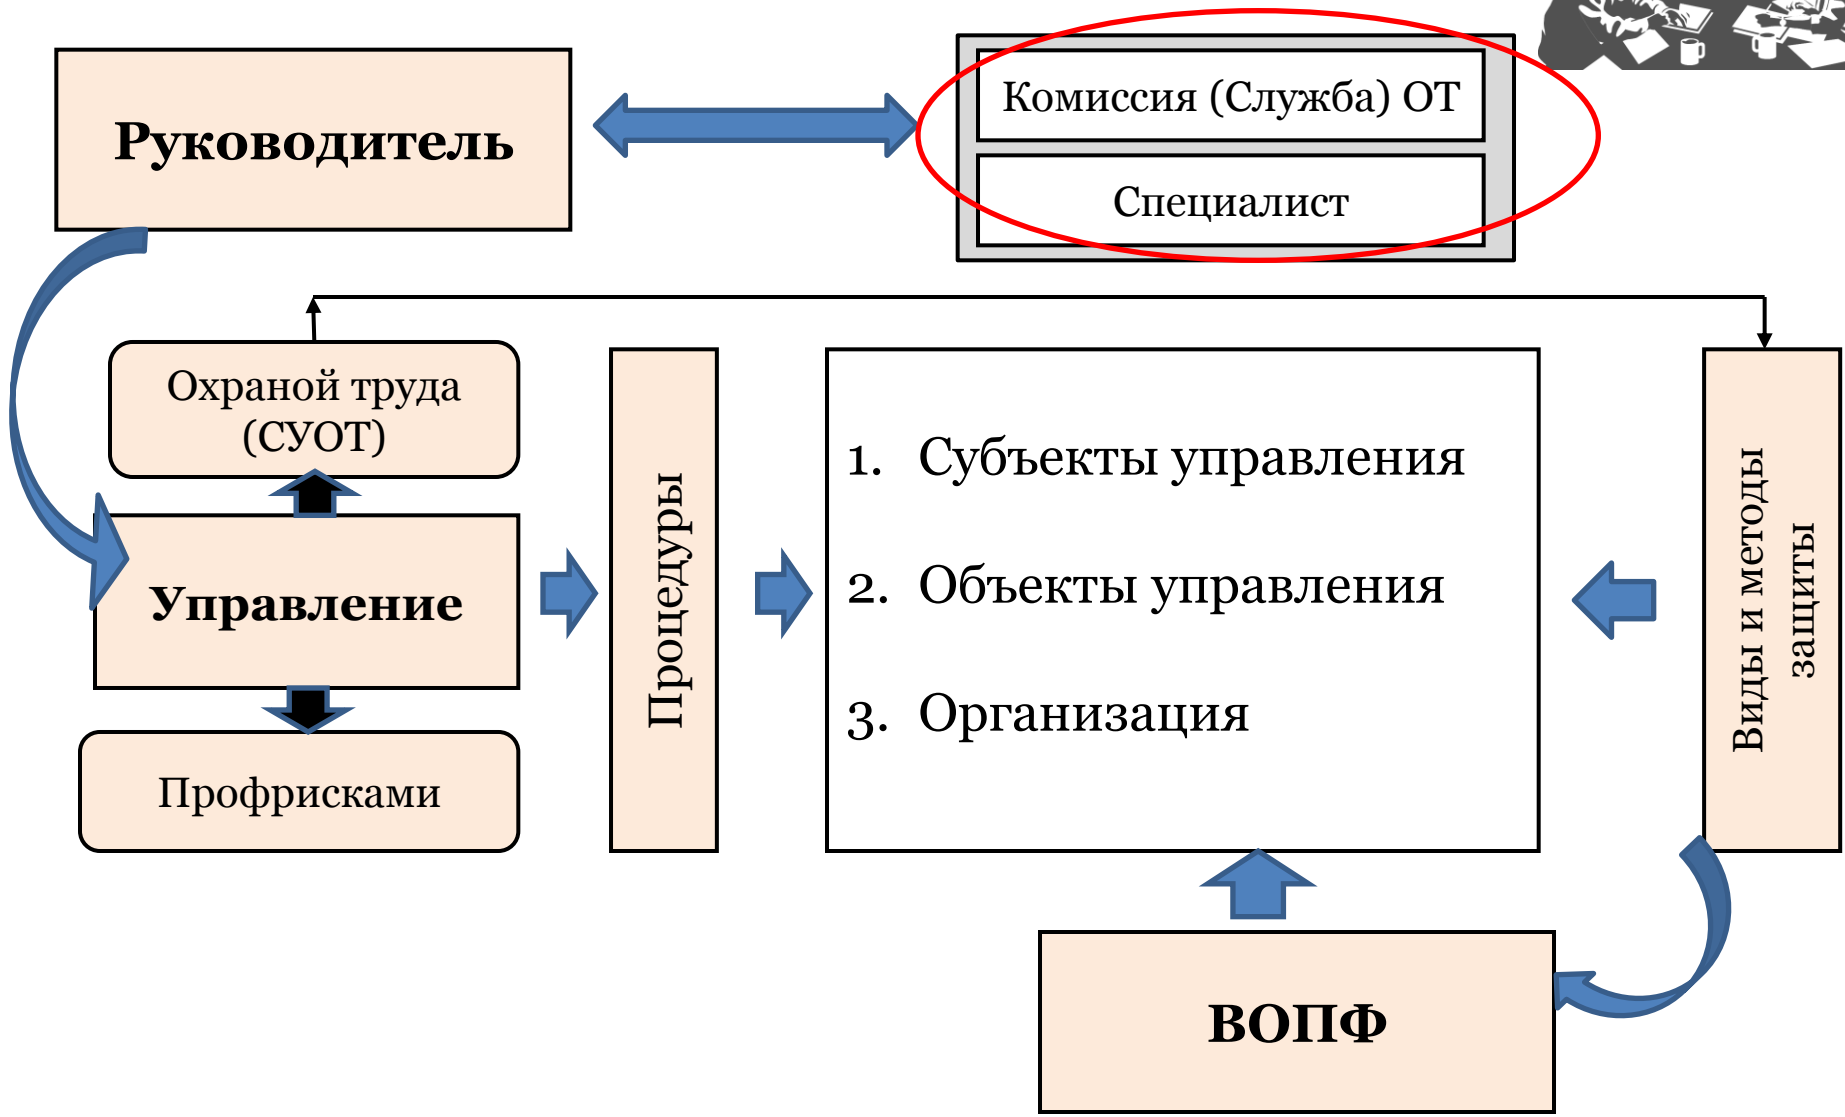 Руководитель
Комиссия (Служба) ОТ
Специалист
Охраной труда
(СУОТ)
Управление
Профрисками
Процедуры
1. Субъекты управления
2. Объекты управления
3. Организация
Виды и методы
защиты
ВОПФ